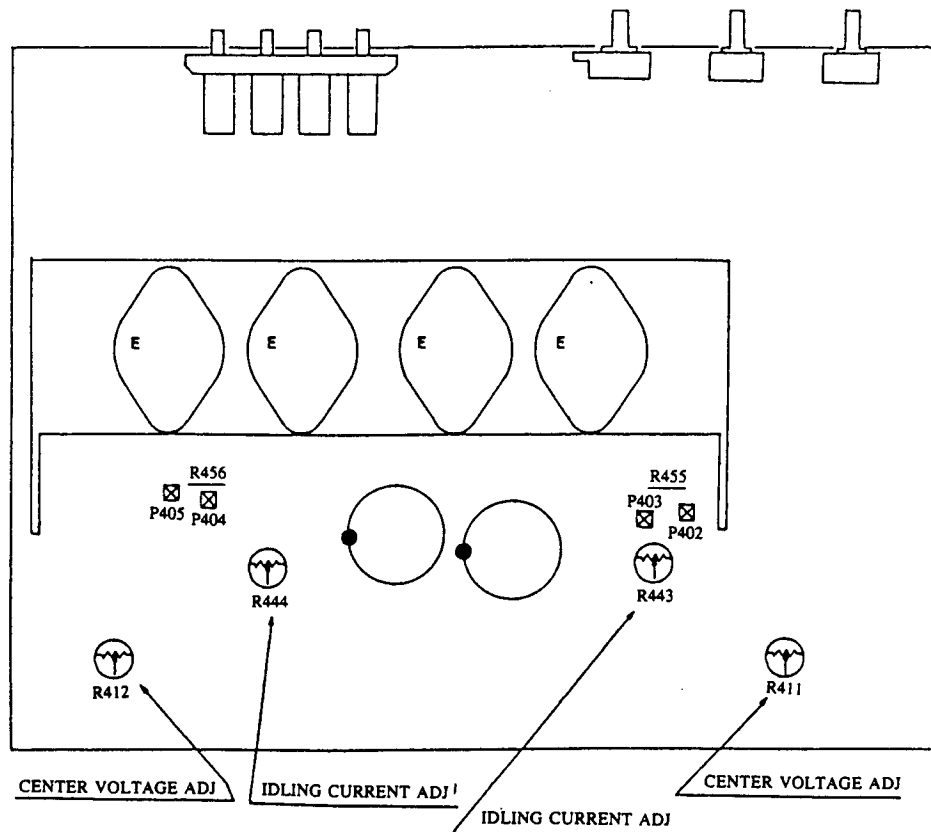 E E E E
R456
P405 P404
R455
P403
P402
R444
R443
R412
R411
CENTER VOLTAGE ADJ
IDLING CURRENT ADJ
IDLING CURRENT ADJ
CENTER VOLTAGE ADJ